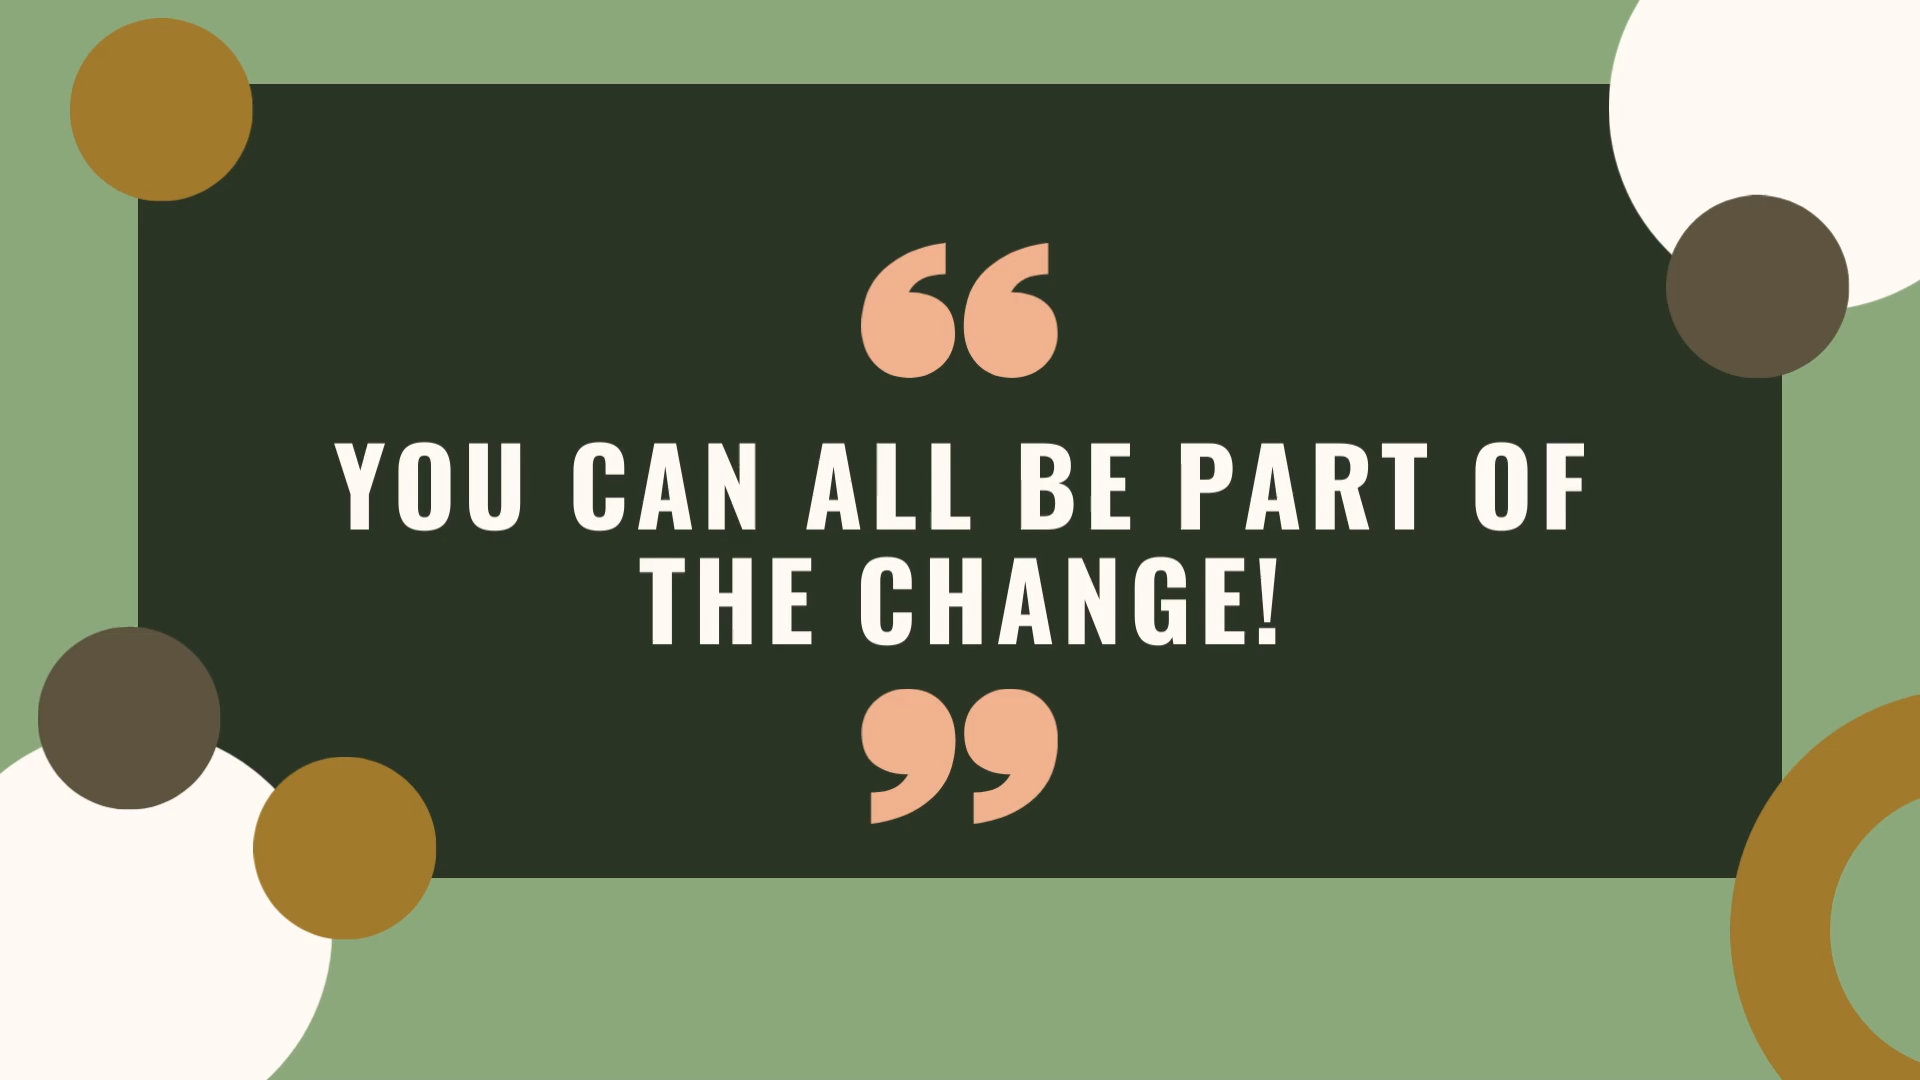 “
YOU CAN ALL BE PART OF
THE CHANGE!
”